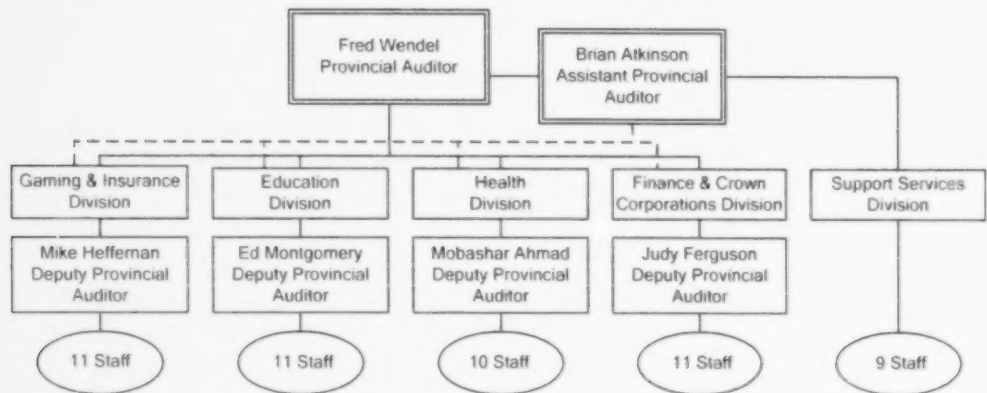 Fred Wendel
Provincial Auditor
Brian Atkinson
Assistant Provincial
Auditor
Gaming & Insurance
Division
Education
Division
Health
Division
Finance & Crown
Corporations Division
Support Services
Division
Mike Heffernan
Deputy Provincial
Auditor
Ed Montgomery
Deputy Provincial
Auditor
Mobashar Ahmad
Deputy Provincial
Auditor
Judy Ferguson
Deputy Provincial
Auditor
11 Staff
11 Staff
10 Staff
11 Staff
9 Staff